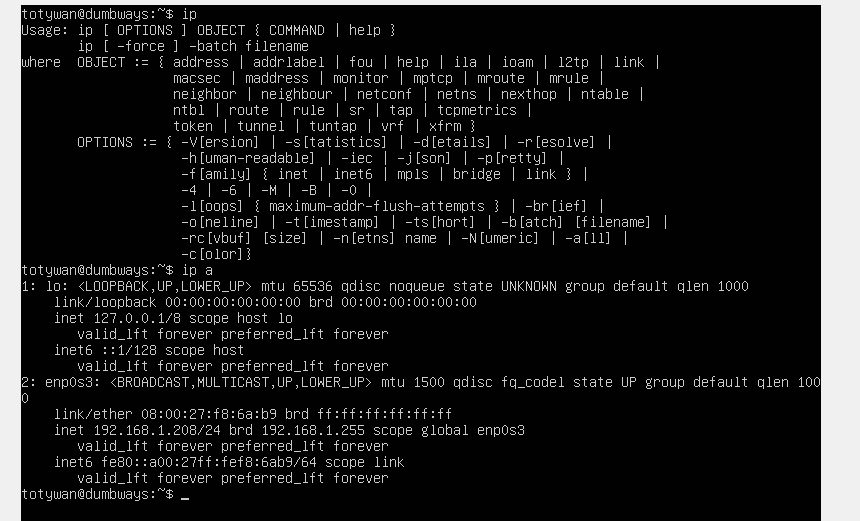 totywan@dumbways:~$ ip
Usage: ip [ OPTIONS ] OBJECT { COMMAND | help }
       ip [ -force ] -batch filename
where  OBJECT := { address | addrlabel | fou | help | ila | ioam | l2tp | link |
                   macsec | maddress | monitor | mptcp | mroute | mrule |
                   neighbor | neighbour | netconf | netns | nexthop | ntable |
                   ntbl | route | rule | sr | tap | tcpmetrics |
                   token | tunnel | tuntap | vrf | xfrm }
       OPTIONS := { -V[ersion] | -s[tatistics] | -d[etails] | -r[esolve] |
                    -h[uman-readable] | -iec | -j[son] | -p[retty] |
                    -f[amily] { inet | inet6 | mpls | bridge | link } |
                    -4 | -6 | -M | -B | -0 |
                    -l[oops] { maximum-addr-flush-attempts } | -br[ief] |
                    -o[neline] | -t[imestamp] | -ts[hort] | -b[atch] [filename] |
                    -rc[vbuf] [size] | -n[etns] name | -N[umeric] | -a[ll] |
                    -c[olor]}
totywan@dumbways:~$ ip a
1: lo: <LOOPBACK,UP,LOWER_UP> mtu 65536 qdisc noqueue state UNKNOWN group default qlen 1000
    link/loopback 00:00:00:00:00:00 brd 00:00:00:00:00:00
    inet 127.0.0.1/8 scope host lo
       valid_lft forever preferred_lft forever
    inet6 ::1/128 scope host
       valid_lft forever preferred_lft forever
2: enp0s3: <BROADCAST,MULTICAST,UP,LOWER_UP> mtu 1500 qdisc fq_codel state UP group default qlen 100
0
    link/ether 08:00:27:f8:6a:b9 brd ff:ff:ff:ff:ff:ff
    inet 192.168.1.208/24 brd 192.168.1.255 scope global enp0s3
       valid_lft forever preferred_lft forever
    inet6 fe80::a00:27ff:fef8:6ab9/64 scope link
       valid_lft forever preferred_lft forever
totywan@dumbways:~$ _